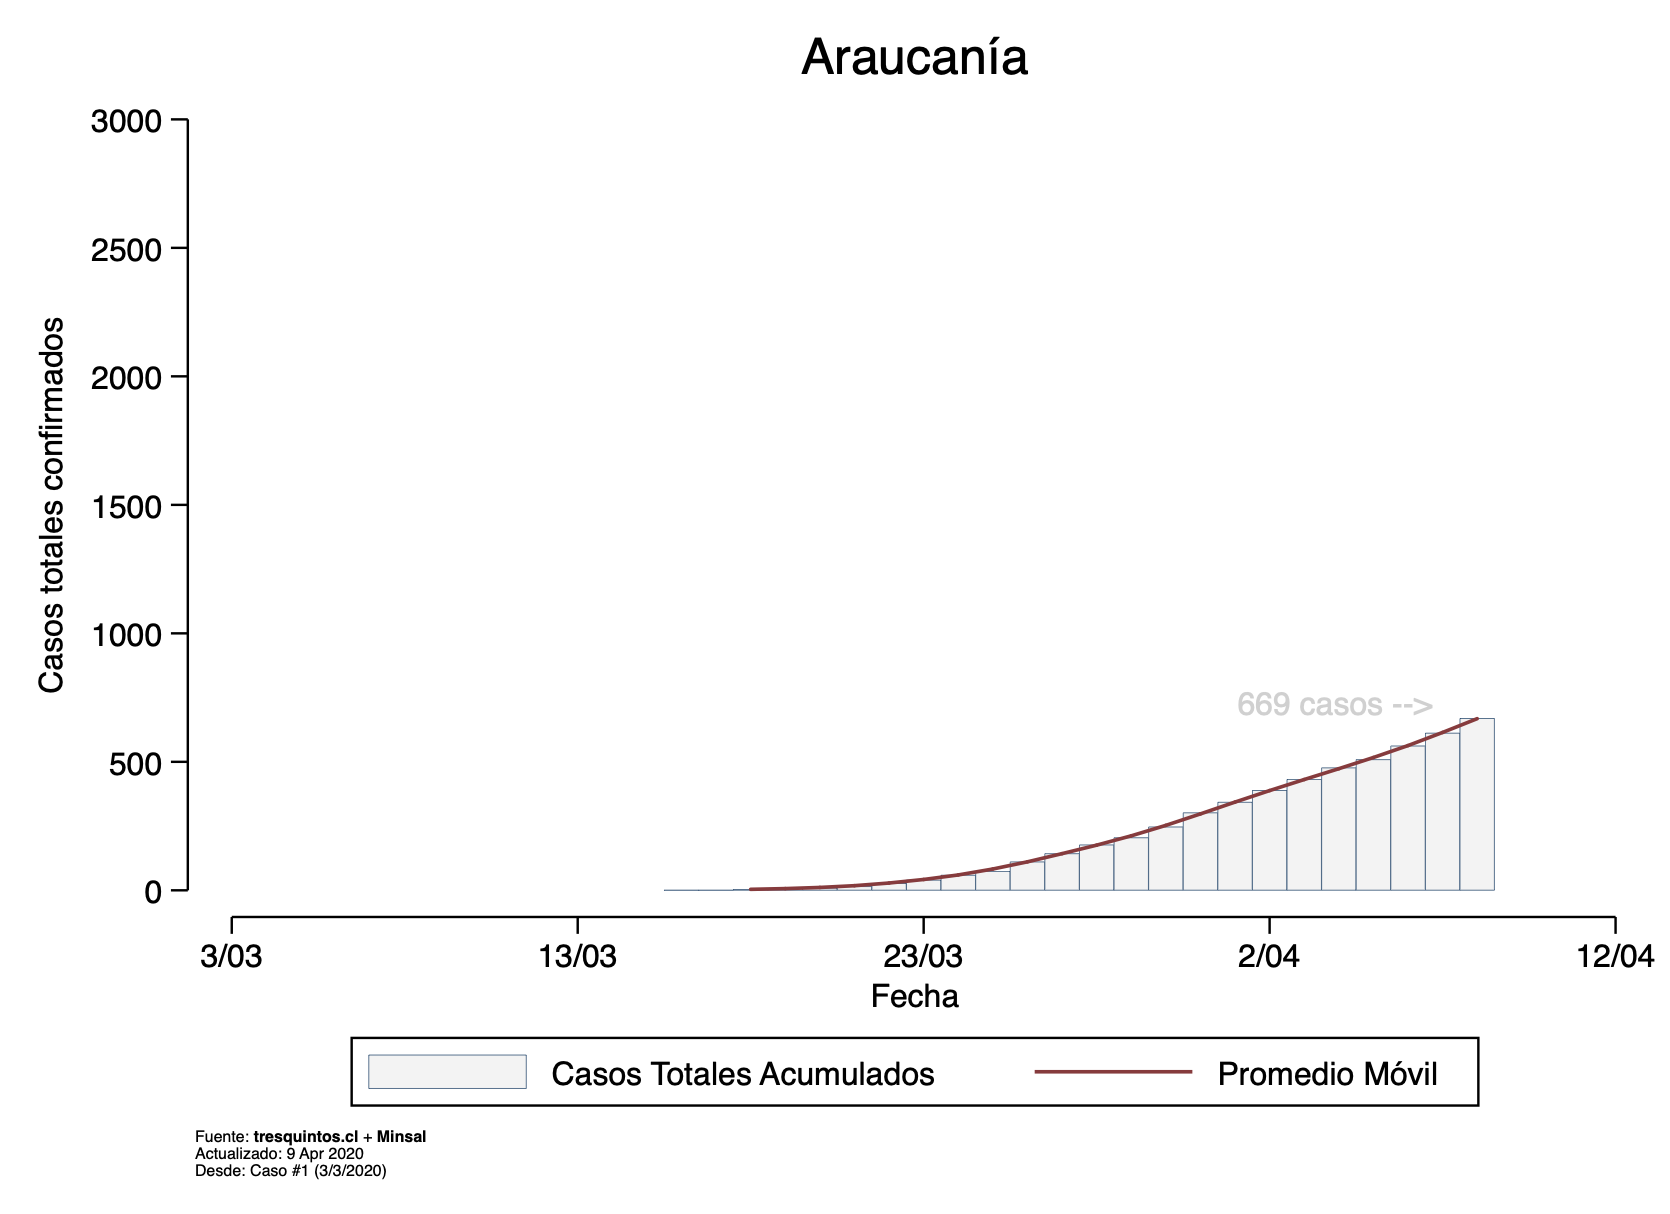 Araucanía
3000
2500
2000
1500
1000
500
0
Casos totales confirmados
669 casos -->
3/03 13/03 23/03 2/04 12/04
Fecha
Casos Totales Acumulados Promedio Móvil
Fuente: tresquintos.cl + Minsal
Actualizado: 9 Apr 2020
Desde: Caso #1 (3/3/2020)